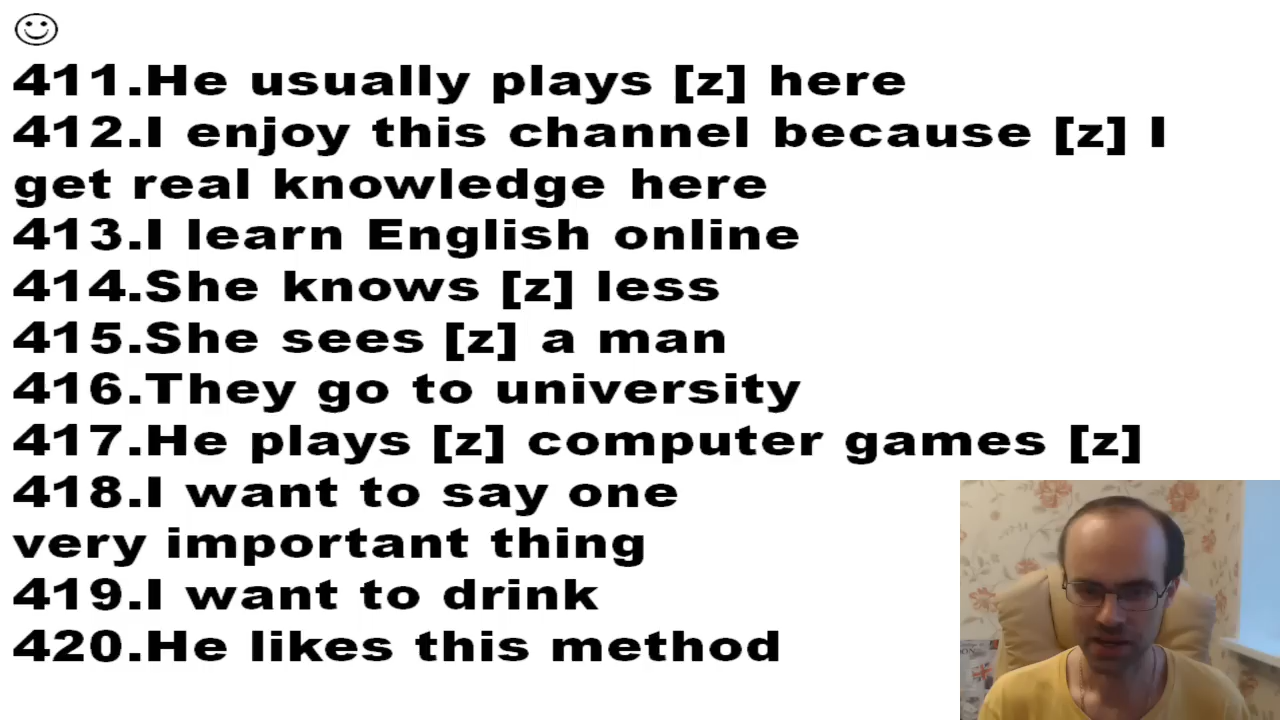 411.He usually plays [z] here
412.I enjoy this channel because [z] I
get real knowledge here
413.I learn English online
414.She knows [z] less
415.She sees [z] a man
416.They go to university
417.He plays [z] computer games [z]
418.I want to say one
very important thing
419.I want to drink
420.He likes this method